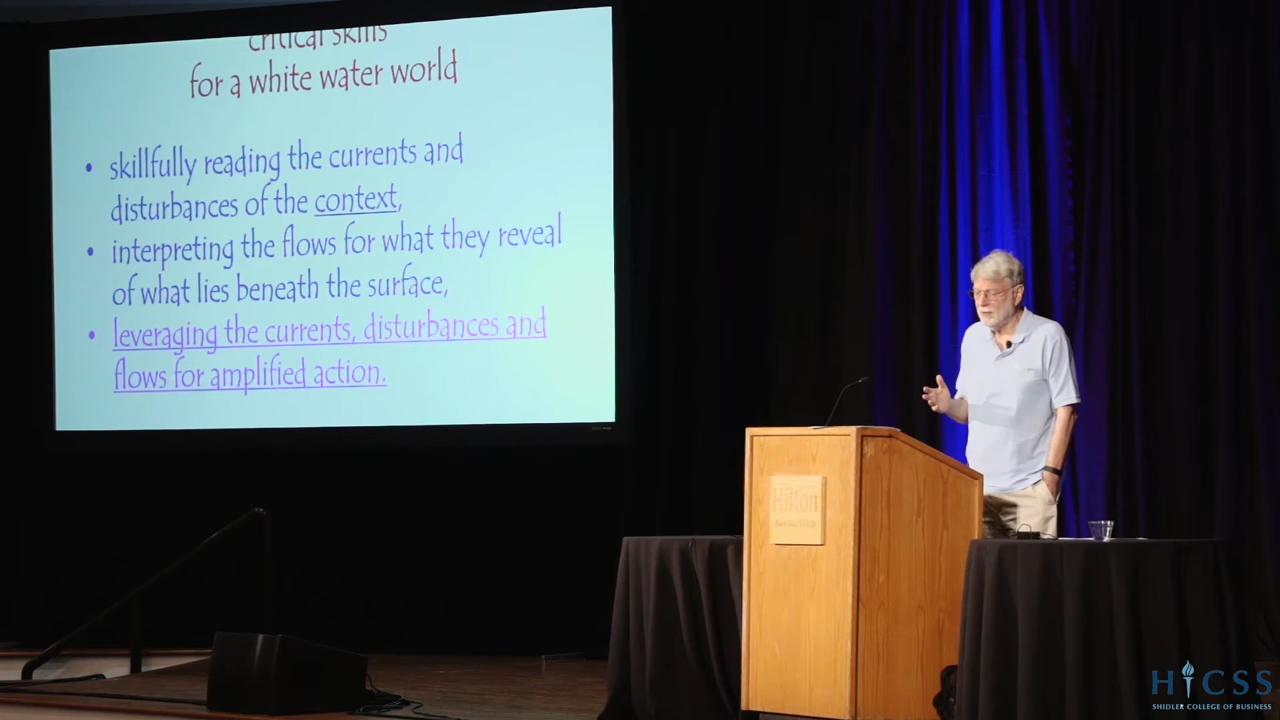 critical skills
for a white water world
• skillfully reading the currents and
disturbances of the context,
• interpreting the flows for what they reveal
of what lies beneath the surface,
• leveraging the currents, disturbances and
flows for amplified action.
Hilton
HICSS
SHIDLER COLLEGE OF BUSINESS